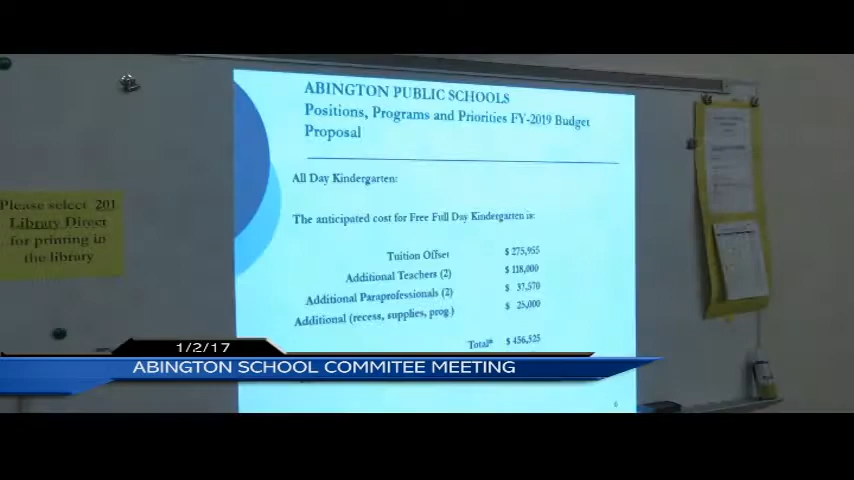 ABINGTON PUBLIC SCHOOLS
Positions, Programs and Priorities FY-2019 Budget
Proposal
All Day Kindergarten:
The anticipated cost for Free Full Day Kindergarten is:
Tuition Offset $ 275,955
Additional Teachers (2) $ 118,000
Additional Paraprofessionals (2) $ 37,570
Additional (recess, supplies, prog.) $ 25,000
Total* $ 456,525
6
Please select 201
Library Direct
for printing in
the library
1/2/17
ABINGTON SCHOOL COMMITEE MEETING